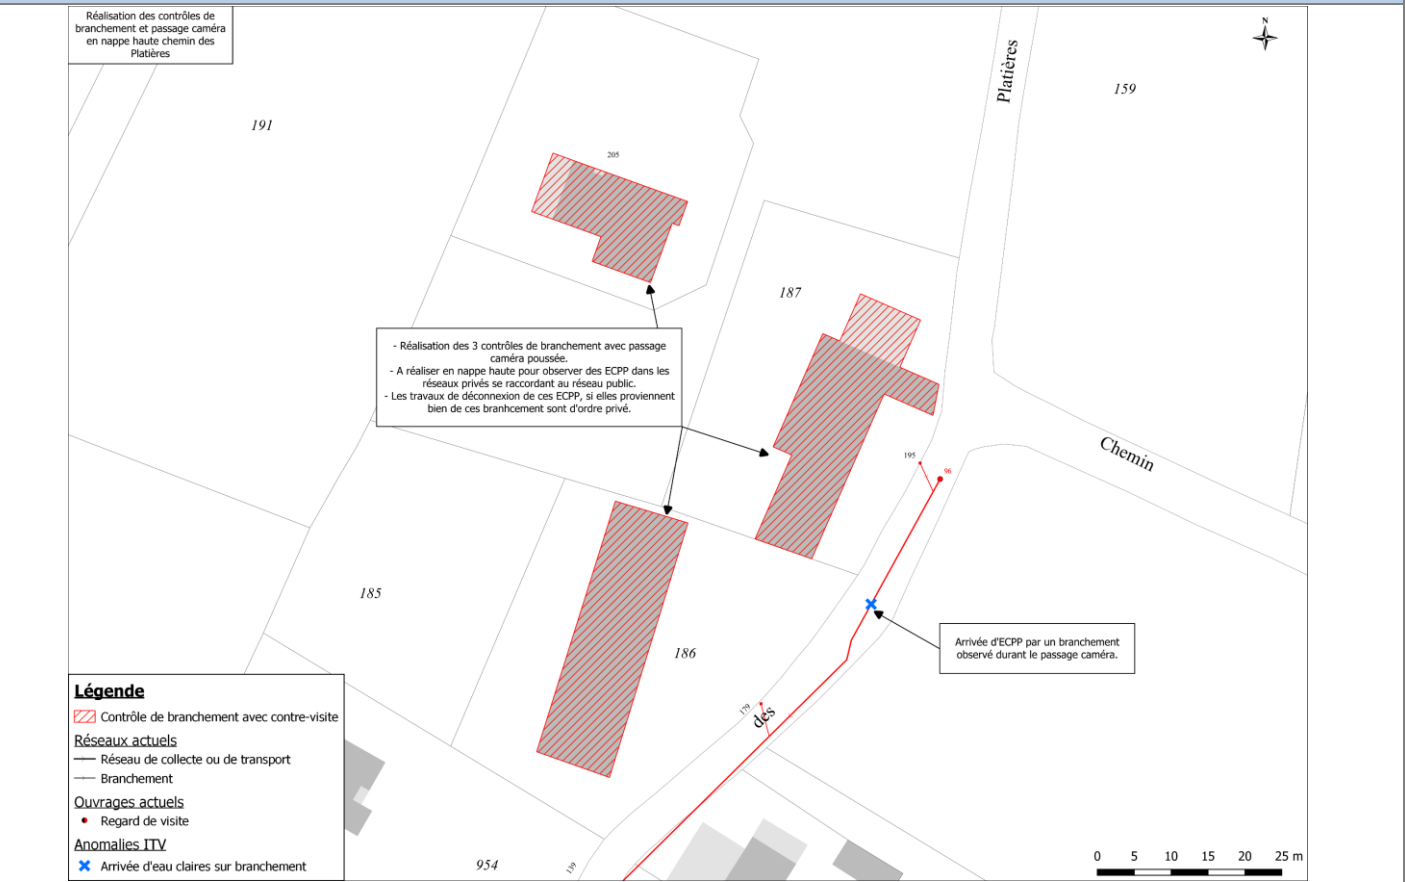 Réalisation des contrôles de
branchement et passage caméra
en nappe haute chemin des
Platières
N
Platières
159
191
205
187
- Réalisation des 3 contrôles de branchement avec passage
caméra poussée.
- A réaliser en nappe haute pour observer des ECPP dans les
réseaux privés se raccordant au réseau public.
- Les travaux de déconnexion de ces ECPP, si elles proviennent
bien de ces branhcement sont d'ordre privé.
Chemin
195
96
185
186
Arrivée d'ECPP par un branchement
observé durant le passage caméra.
179
des
Légende
Contrôle de branchement avec contre-visite
Réseaux actuels
Réseau de collecte ou de transport
Branchement
Ouvrages actuels
Regard de visite
Anomalies ITV
Arrivée d'eau claires sur branchement
954
139
0 5 10 15 20 25 m